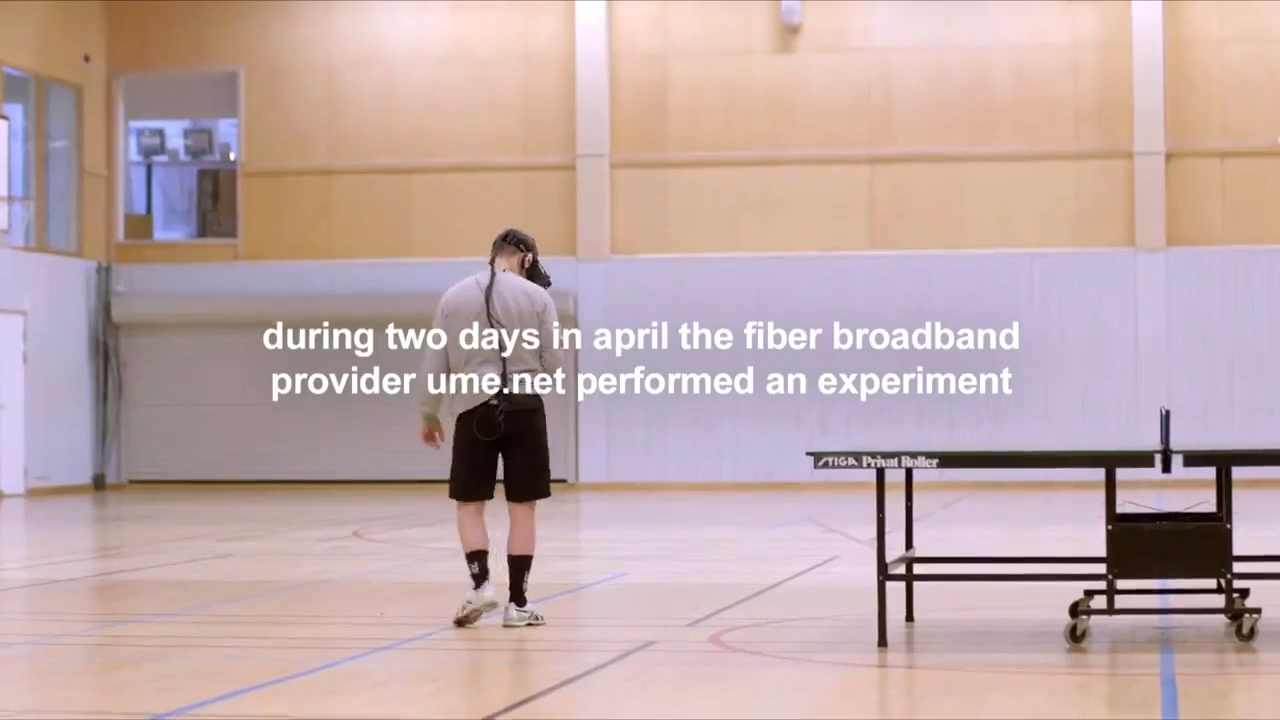 during two days in april the fiber broadband
provider ume.net performed an experiment
STIGA Privat Roller